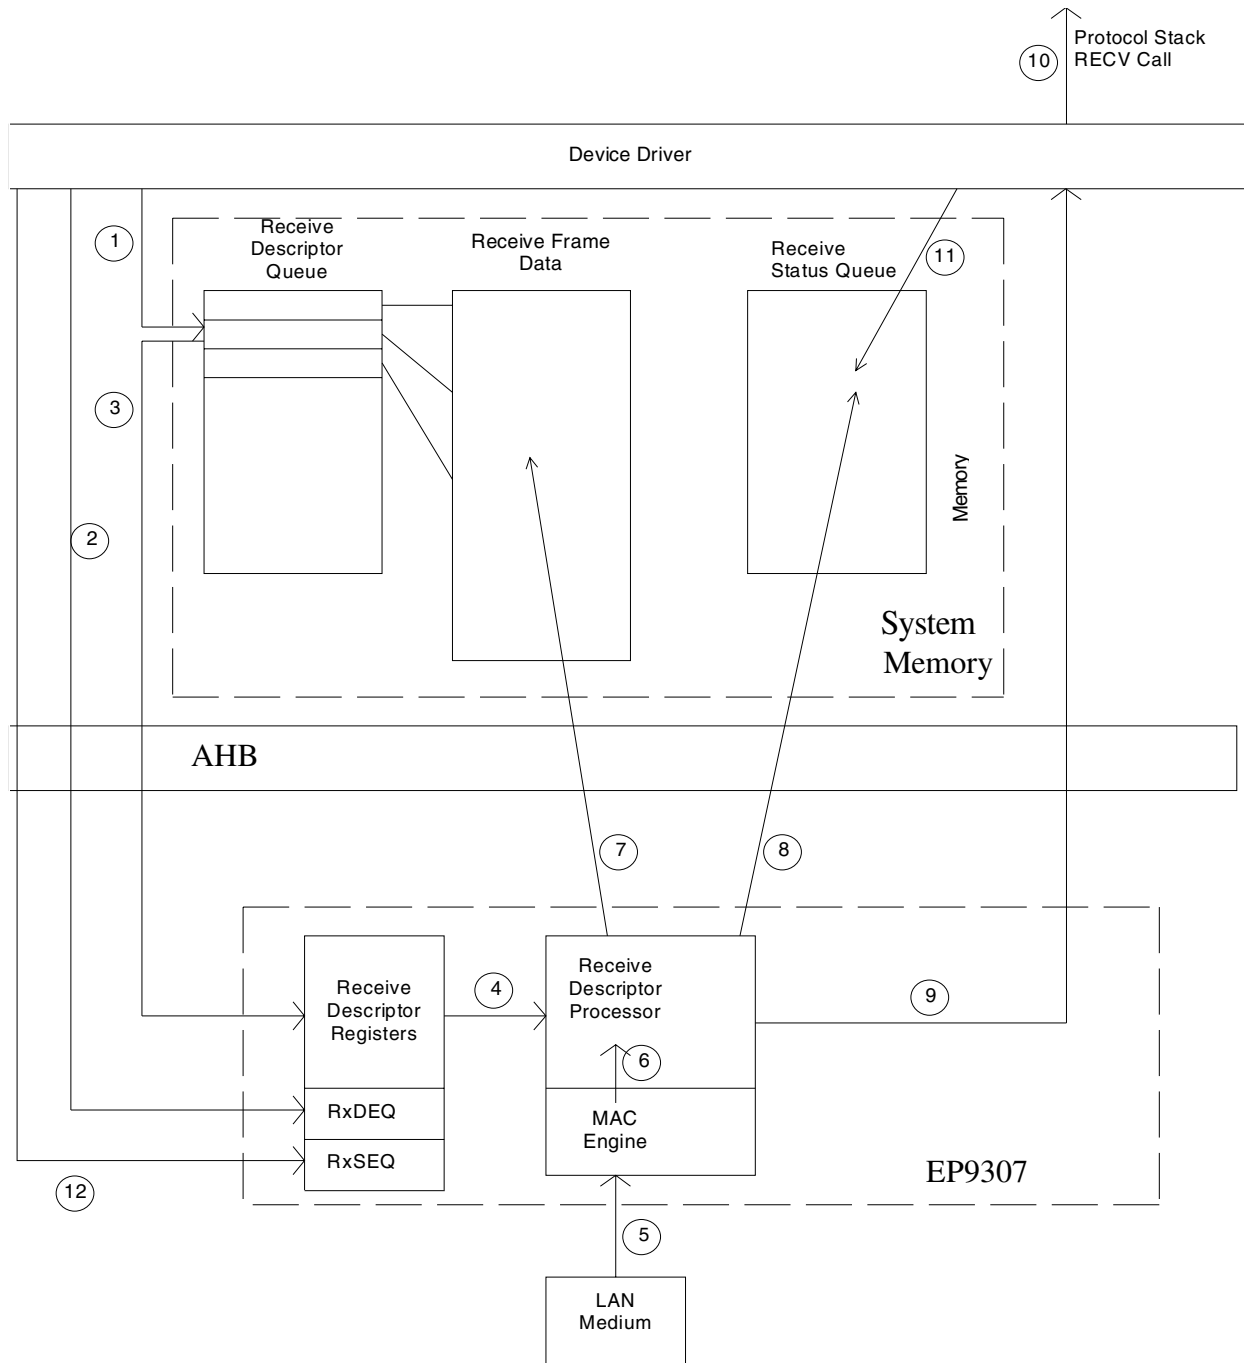 Protocol Stack
RECV Call
10
Device Driver
1
Receive
Descriptor
Queue
Receive Frame
Data
Receive
Status Queue
11
3
2
Memory
System
Memory
AHB
7
8
Receive
Descriptor
Registers
4
Receive
Descriptor
Processor
9
6
RxDEQ
MAC
Engine
RxSEQ
EP9307
12
5
LAN
Medium